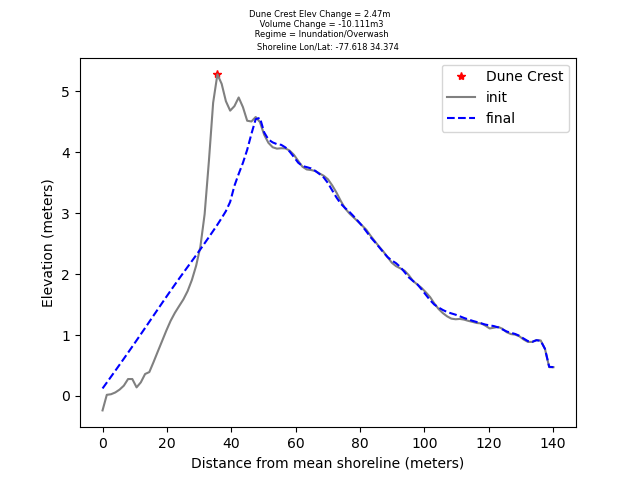 Dune Crest Elev Change = 2.47m
Volume Change = -10.111m3
Regime = Inundation/Overwash
Shoreline Lon/Lat: -77.618 34.374
Dune Crest
init
final
Elevation (meters)
5
4
3
2
1
0
0 20 40 60 80 100 120 140
Distance from mean shoreline (meters)